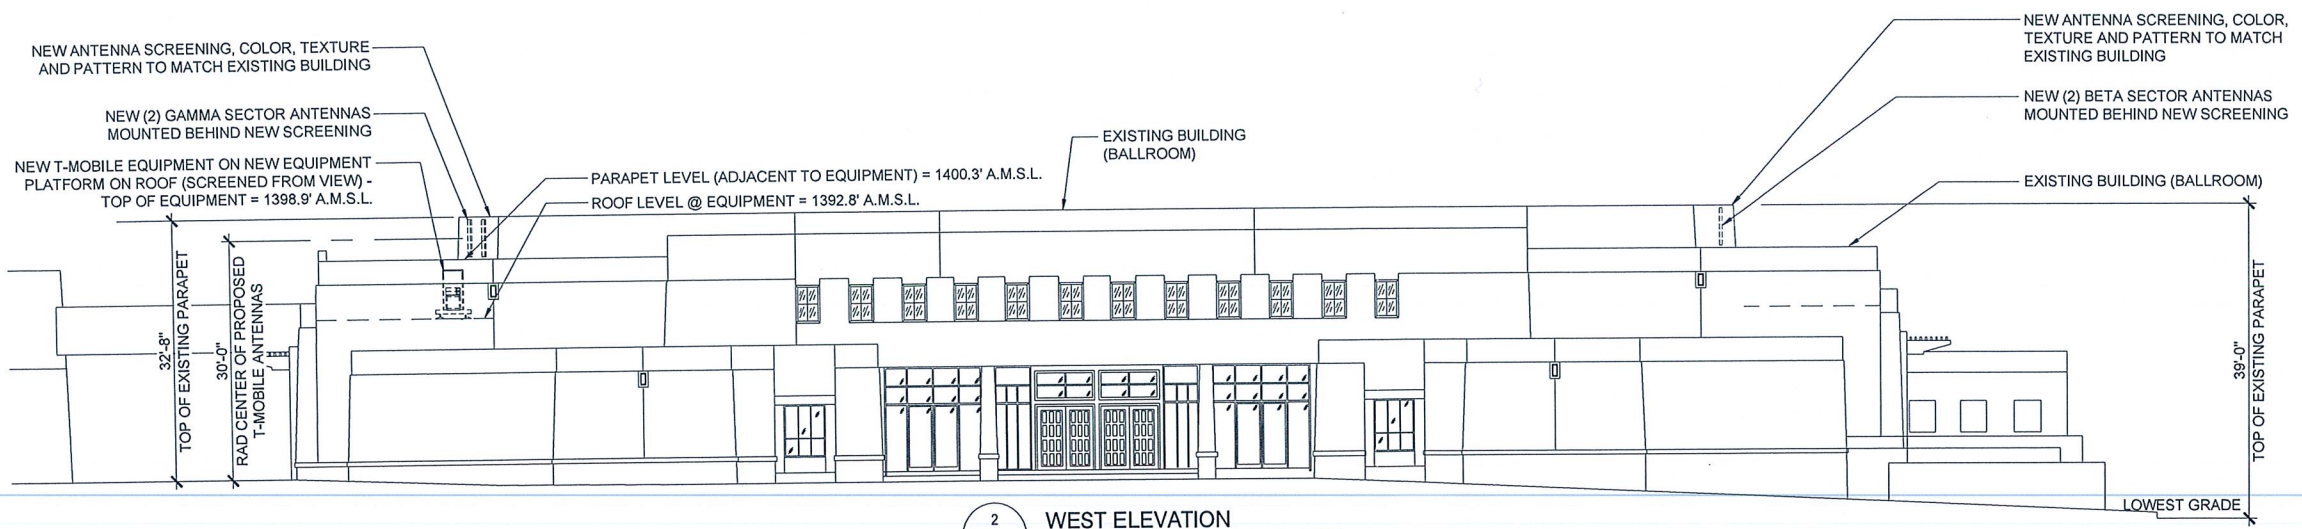 NEW ANTENNA SCREENING, COLOR, TEXTURE
AND PATTERN TO MATCH EXISTING BUILDING
NEW (2) GAMMA SECTOR ANTENNAS
MOUNTED BEHIND NEW SCREENING
NEW T-MOBILE EQUIPMENT ON NEW EQUIPMENT
PLATFORM ON ROOF (SCREENED FROM VIEW) -
TOP OF EQUIPMENT = 1398.9' A.M.S.L.
PARAPET LEVEL (ADJACENT TO EQUIPMENT) = 1400.3' A.M.S.L.
ROOF LEVEL @ EQUIPMENT = 1392.8' A.M.S.L.
EXISTING BUILDING
(BALLROOM)
NEW ANTENNA SCREENING, COLOR,
TEXTURE AND PATTERN TO MATCH
EXISTING BUILDING
NEW (2) BETA SECTOR ANTENNAS
MOUNTED BEHIND NEW SCREENING
EXISTING BUILDING (BALLROOM)
32'-8"
TOP OF EXISTING PARAPET
30'-0"
RAD CENTER OF PROPOSED
T-MOBILE ANTENNAS
39'-0"
TOP OF EXISTING PARAPET
LOWEST GRADE
2
WEST ELEVATION